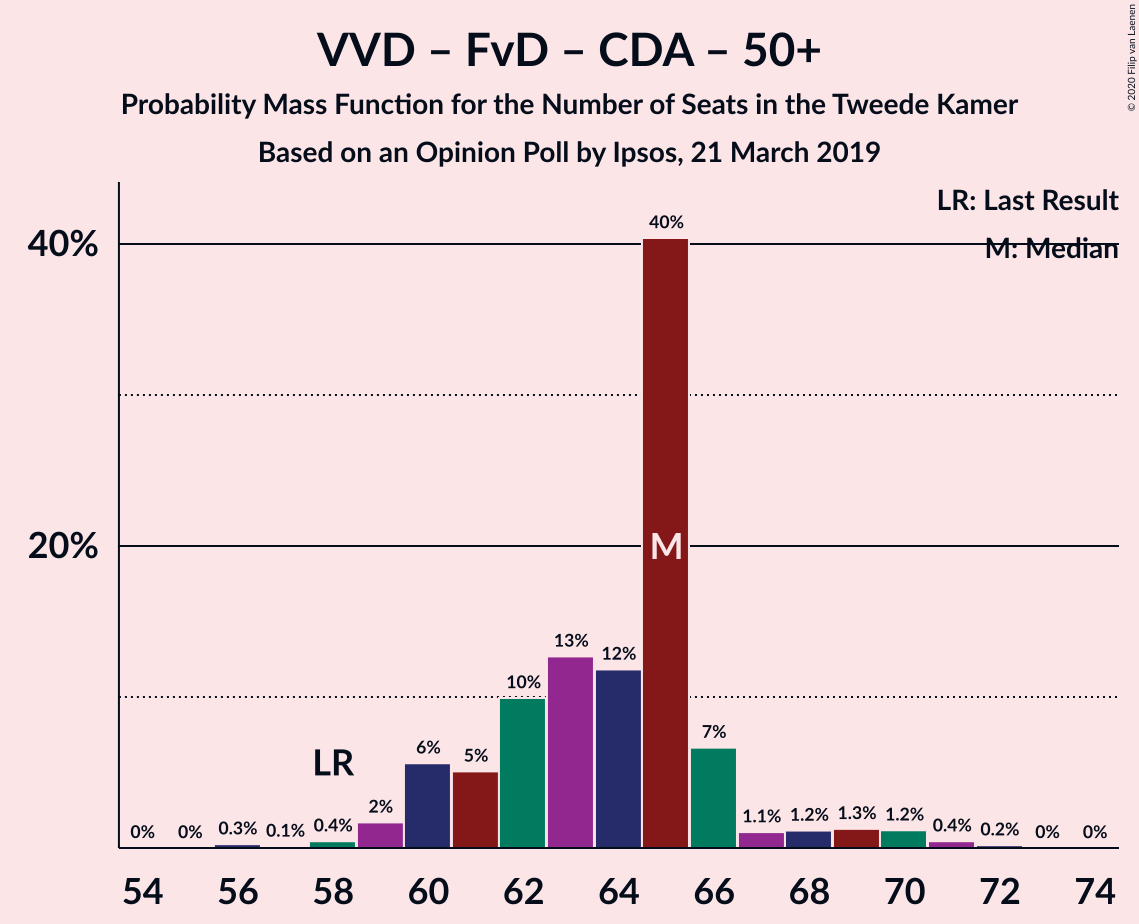 VVD – FvD – CDA – 50+
Probability Mass Function for the Number of Seats in the Tweede Kamer
Based on an Opinion Poll by Ipsos, 21 March 2019
© 2020 Filip van Laenen
LR: Last Result
M: Median
40%
20%
0%
0%
0.3%
0.1%
0.4%
2%
6%
5%
10%
13%
12%
40%
7%
1.1%
1.2%
1.3%
1.2%
0.4%
0.2%
0%
0%
LR
M
54 56 58 60 62 64 66 68 70 72 74